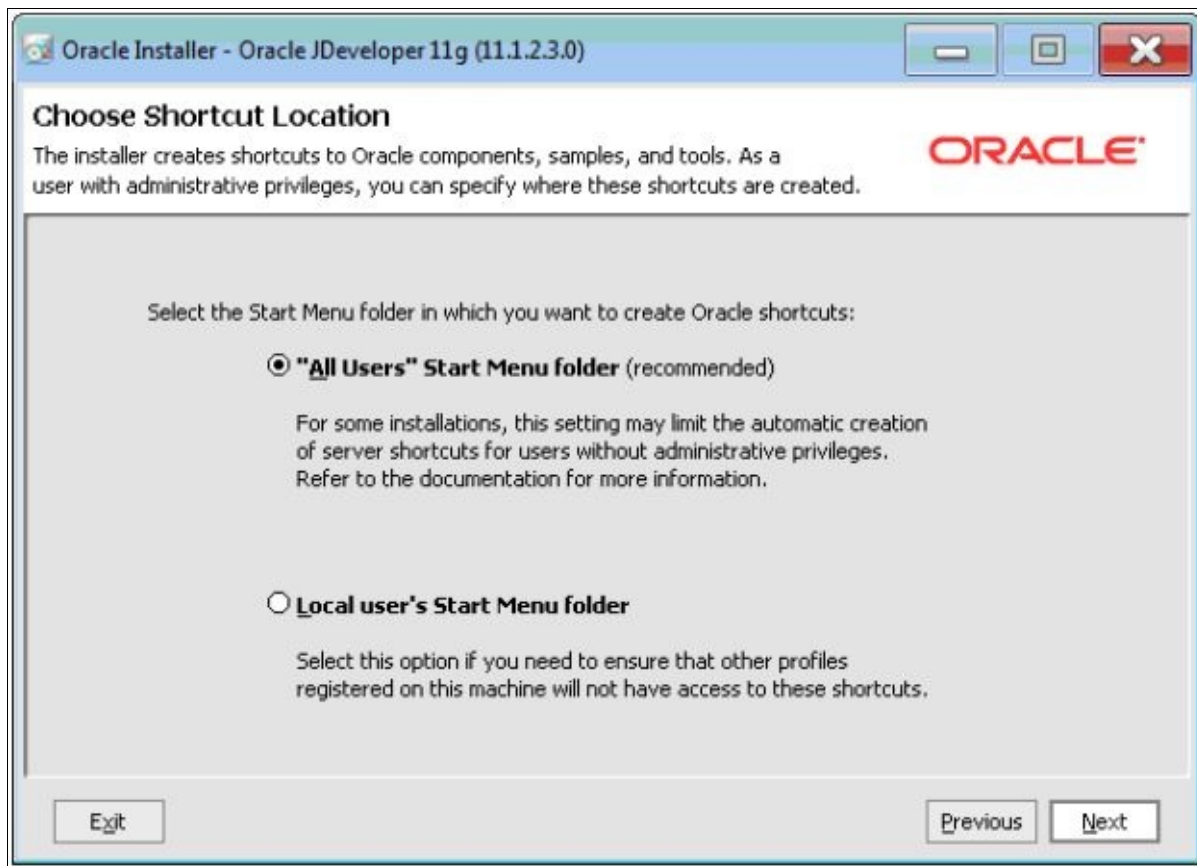 Oracle Installer - Oracle JDeveloper 11g (11.1.2.3.0)
Choose Shortcut Location
The installer creates shortcuts to Oracle components, samples, and tools. As a
user with administrative privileges, you can specify where these shortcuts are created.
ORACLE
Select the Start Menu folder in which you want to create Oracle shortcuts:
"All Users" Start Menu folder (recommended)
For some installations, this setting may limit the automatic creation
of server shortcuts for users without administrative privileges.
Refer to the documentation for more information.
Local user's Start Menu folder
Select this option if you need to ensure that other profiles
registered on this machine will not have access to these shortcuts.
Exit
Previous
Next